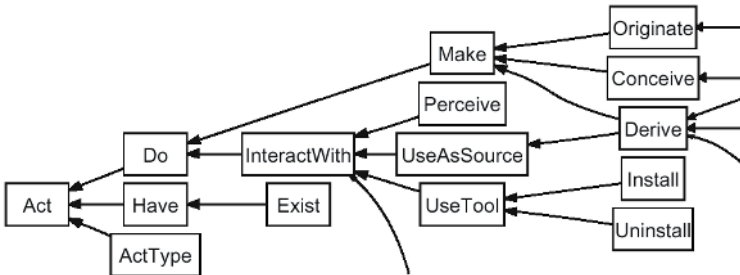 Originate
Make
Conceive
Perceive
Derive
Do
InteractWith
UseAsSource
Install
Act
Have
Exist
UseTool
Uninstall
ActType